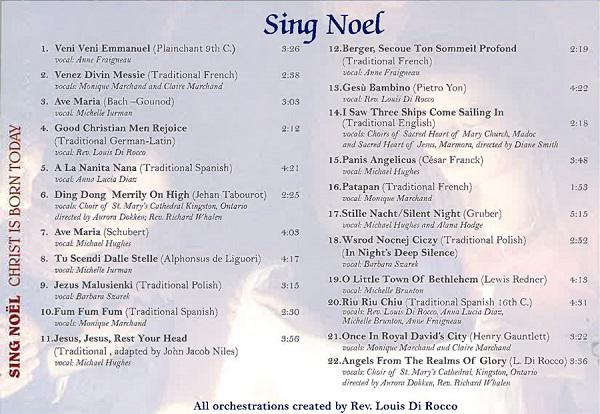 Sing Noel
1. Veni Veni Emmanuel (Plainchant 9th C.) 3:26
vocal: Anne Fraigneau
2. Venez Divin Messie (Traditional French) 2:38
vocal: Monique Marchand and Claire Marchand
3. Ave Maria (Bach -Gounod) 3:03
vocal: Michelle Iurman
4. Good Christian Men Rejoice 2:12
(Traditional German-Latin)
vocal: Rev. Louis Di Rocco
5. A La Nanita Nana (Traditional Spanish) 4:21
vocal: Anna Lucia Diaz
6. Ding Dong Merrily On High (Jehan Tabourot) 2:25
vocals: Choir of St. Mary's Cathedral Kingston, Ontario
directed by Aurora Dokken; Rev. Richard Whalen
7. Ave Maria (Schubert) 4:03
vocal: Michael Hughes
8. Tu Scendi Dalle Stelle (Alphonsus de Liguori) 4:17
vocal: Michelle Iurman
9. Jezus Malusienki (Traditional Polish) 3:15
vocal: Barbara Szarek
10. Fum Fum Fum (Traditional Spanish) 2:30
vocal: Monique Marchand
11. Jesus, Jesus, Rest Your Head 3:56
(Traditional , adapted by John Jacob Niles)
vocal: Michael Hughes
12. Berger, Secoue Ton Sommeil Profond 2:19
(Traditional French)
vocal: Anne Fraigneau
13. Gesù Bambino (Pietro Yon) 4:22
vocal: Rev. Louis Di Rocco
14. I Saw Three Ships Come Sailing In
(Traditional English) 2:18
vocals: Choirs of Sacred Heart of Mary Church, Madoc
and Sacred Heart of Jesus, Marmora, directed by Diane Smith
15. Panis Angelicus (César Franck) 3:48
vocal: Michael Hughes
16. Patapan (Traditional French) 1:53
vocal: Monique Marchand
17. Stille Nacht/Silent Night (Gruber) 5:15
vocal: Michael Hughes and Alana Hodge
18. Wsrod Nocnej Ciczy (Traditional Polish) 2:52
(In Night's Deep Silence)
vocal: Barbara Szarek
19. O Little Town Of Bethlehem (Lewis Redner) 4:13
vocal: Michelle Brunton
20. Riu Riu Chiu (Traditional Spanish 16th C.) 4:31
vocals: Rev. Louis Di Rocco, Anna Lucia Diaz,
Michelle Brunton, Anne Fraigneau
21. Once In Royal David's City (Henry Gauntlett) 3:22
vocals: Monique Marchand and Claire Marchand
22. Angels From The Realms Of Glory (L. Di Rocco) 3:36
vocals: Choir of St. Mary's Cathedral, Kingston, Ontario
directed by Aurora Dokken, Rev. Richard Whalen
All orchestrations created by Rev. Louis Di Rocco
SING NOËL CHRIST IS BORN TODAY